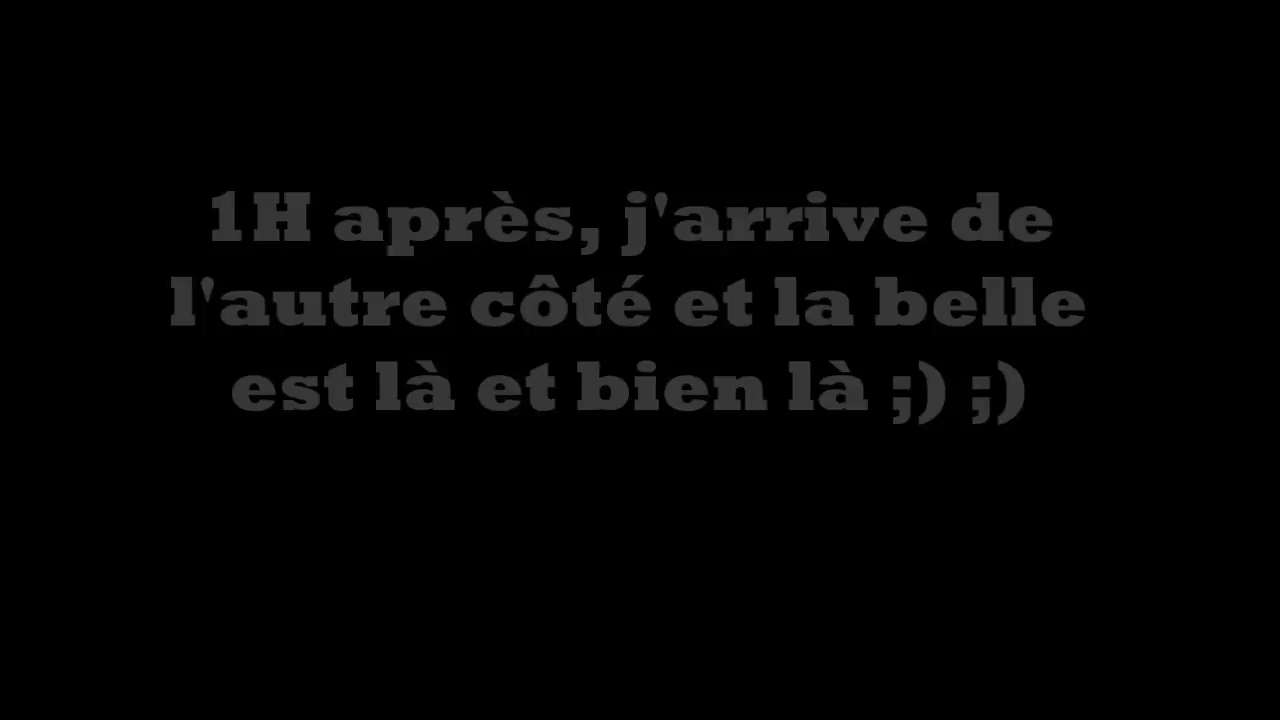 1H après, j'arrive de
l'autre côté et la belle
est là et bien là ;) ;)